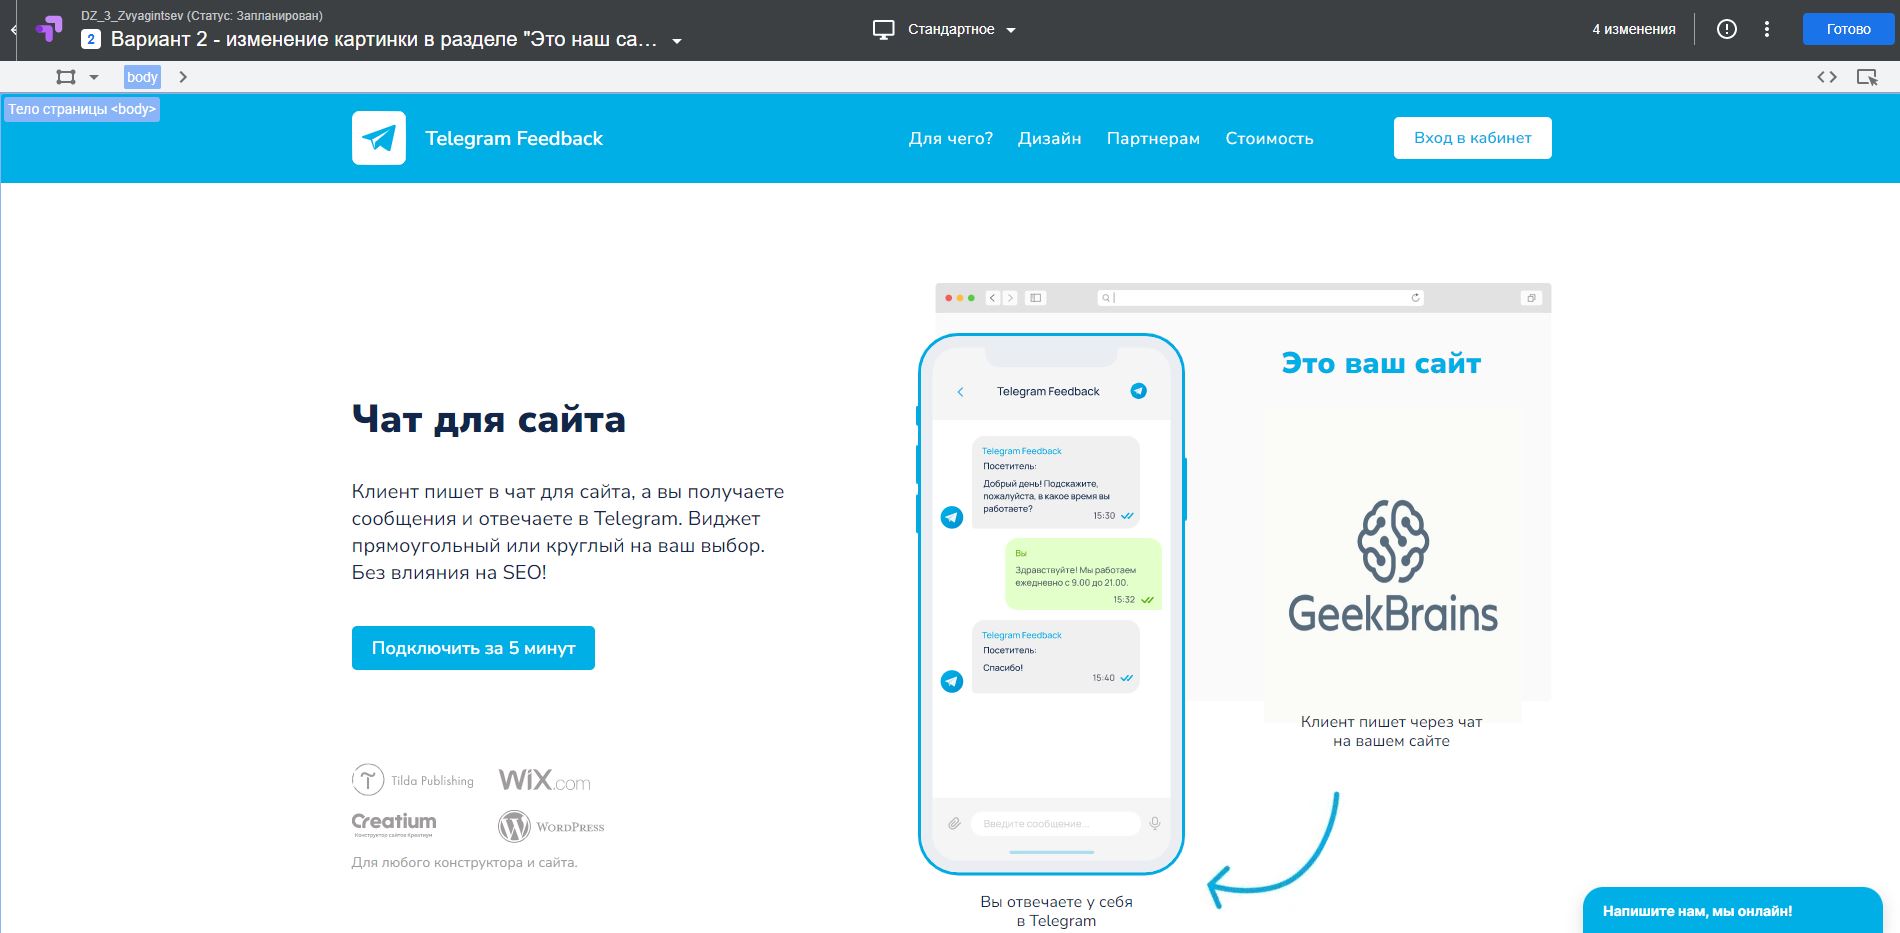 DZ_3_Zvyagintsev (Статус: Запланирован)
2 Вариант 2 - изменение картинки в разделе "Это наш са...
Стандартное
4 изменения
Готово
body
Тело страницы <body>
Telegram Feedback
Для чего?
Дизайн
Партнерам
Стоимость
Вход в кабинет
Чат для сайта
Клиент пишет в чат для сайта, а вы получаете
сообщения и отвечаете в Telegram. Виджет
прямоугольный или круглый на ваш выбор.
Без влияния на SEO!
Подключить за 5 минут
Tilda Publishing
WiX.com
Creatium
Конструктор сайтов Креатиум
WORDPRESS
Для любого конструктора и сайта.
Telegram Feedback
Telegram Feedback
Посетитель:
Добрый день! Подскажите,
пожалуйста, в какое время вы
работаете?
15:30
Вы
Здравствуйте! Мы работаем
ежедневно с 9.00 до 21.00.
15:32
Telegram Feedback
Посетитель:
Спасибо!
15:40
Введите сообщение...
Вы отвечаете у себя
в Telegram
Это ваш сайт
GeekBrains
Клиент пишет через чат
на вашем сайте
Напишите нам, мы онлайн!